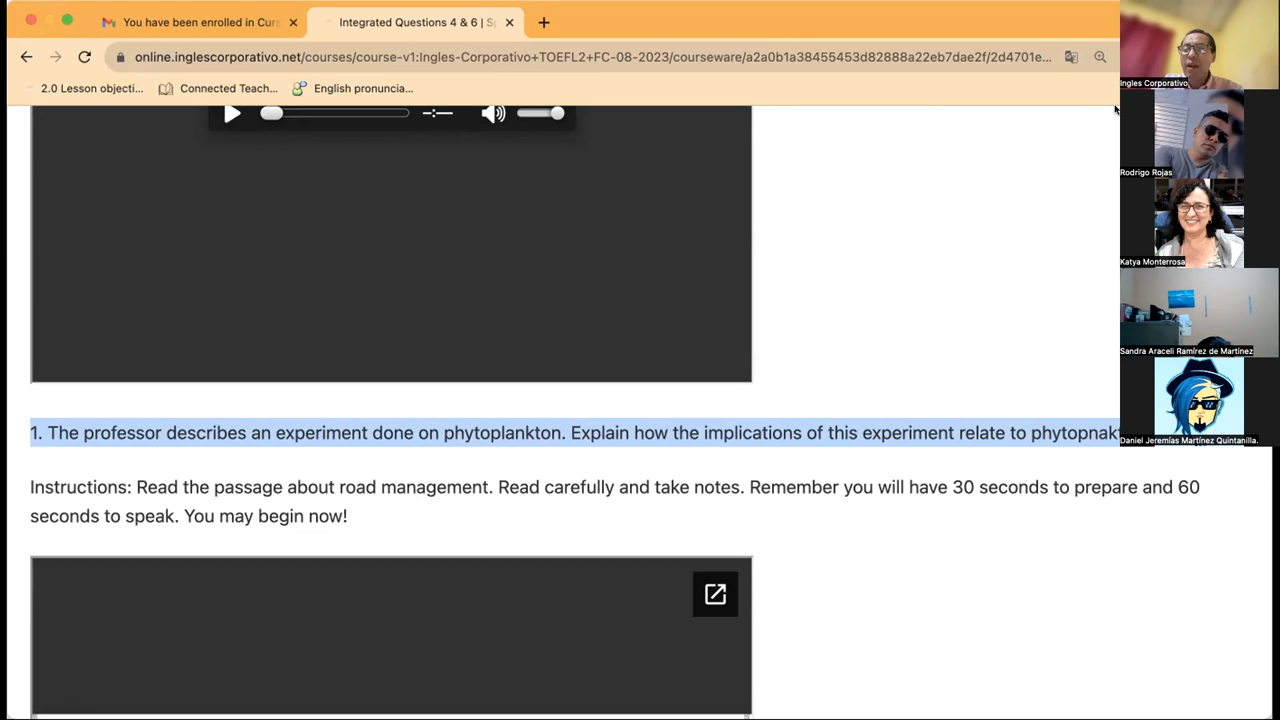 You have been enrolled in Curs
Integrated Questions 4 & 6 | Sp
online.inglescorporativo.net/courses/course-v1:Ingles-Corporativo+TOEFL2+FC-08-2023/courseware/a2a0b1a38455453d82888a22eb7dae2f/2d4701e...
2.0 Lesson objecti...
Connected Teach...
English pronuncia...
Ingles Corporativo
Rodrigo Rojas
Katya Monterrosa
Sandra Araceli Ramírez de Martínez
Daniel Jeremías Martínez Quintanilla.
1. The professor describes an experiment done on phytoplankton. Explain how the implications of this experiment relate to phytopnak
Instructions: Read the passage about road management. Read carefully and take notes. Remember you will have 30 seconds to prepare and 60
seconds to speak. You may begin now!